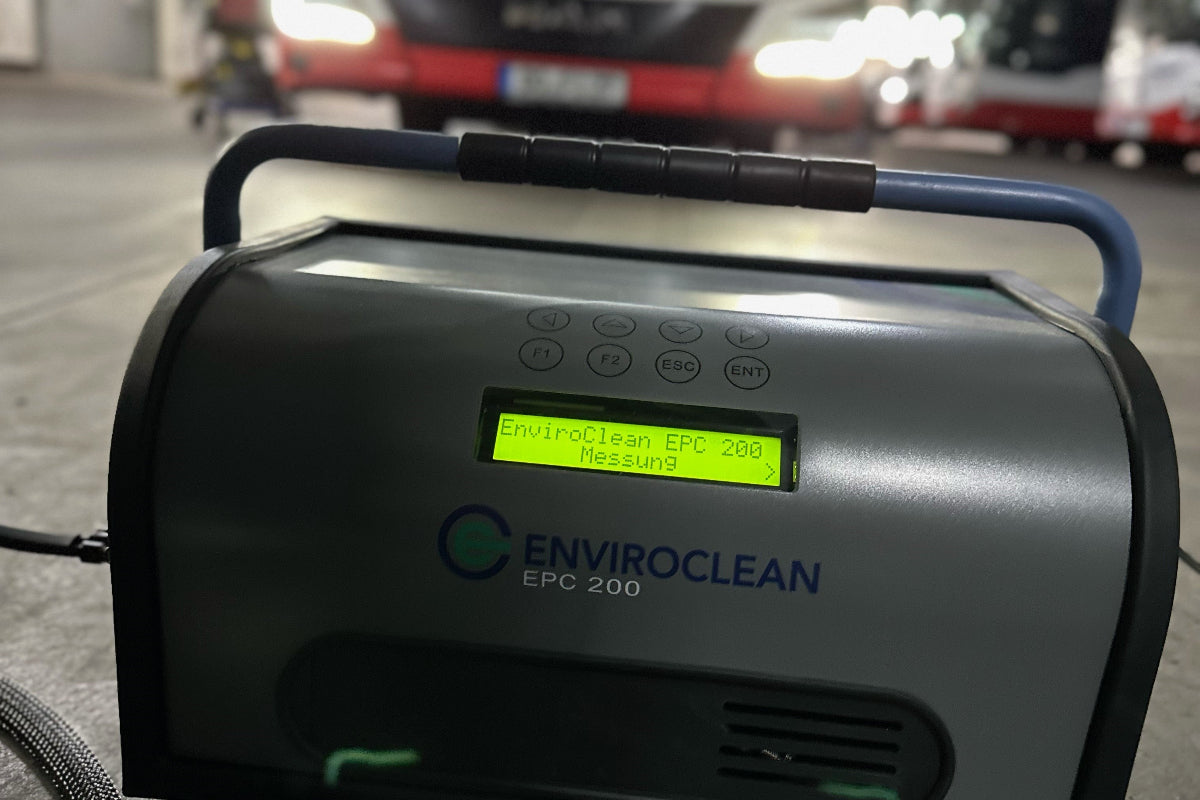 F1 F2 ESC ENT
EnviroClean EPC 200
Messung >
ENVIROCLEAN
EPC 200